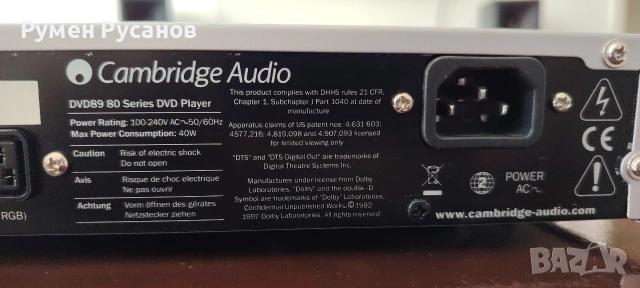 Румен Русанов
Cambridge Audio
DVD89 80 Series DVD Player
Power Rating: 100-240V AC~50/60Hz
Max Power Consumption: 40W
Caution Risk of electric shock
Do not open
Avis Risque de choc electrique
Ne pas ouvrir
Achtung Vorm öffnen des gerätes
Netzstecker ziehen
RGB)
This product complies with DHHS rules 21 CFR,
Chapter 1, Subchapter J Part 1040 at date of
manufacture
Apparatus claims of US patent nos. 4,631 603;
4577,216; 4,819,098 and 4,907,093 licensed
for limited viewing only
"DTS" and "DTS Digital Out" are trademarks of
Digital Theatre Systems Inc.
Manufactures under license from Dolby
Laboratories. "Dolby" and the double -D
Symbol are trademark of "Dolby" Laboratories.
Confidential Unpublished Works. © 1992
1997 Dolby Laboratories. All rights reserved
CE
2
POWER
AC~
www.cambridge-audio.com
BAZAR
bg